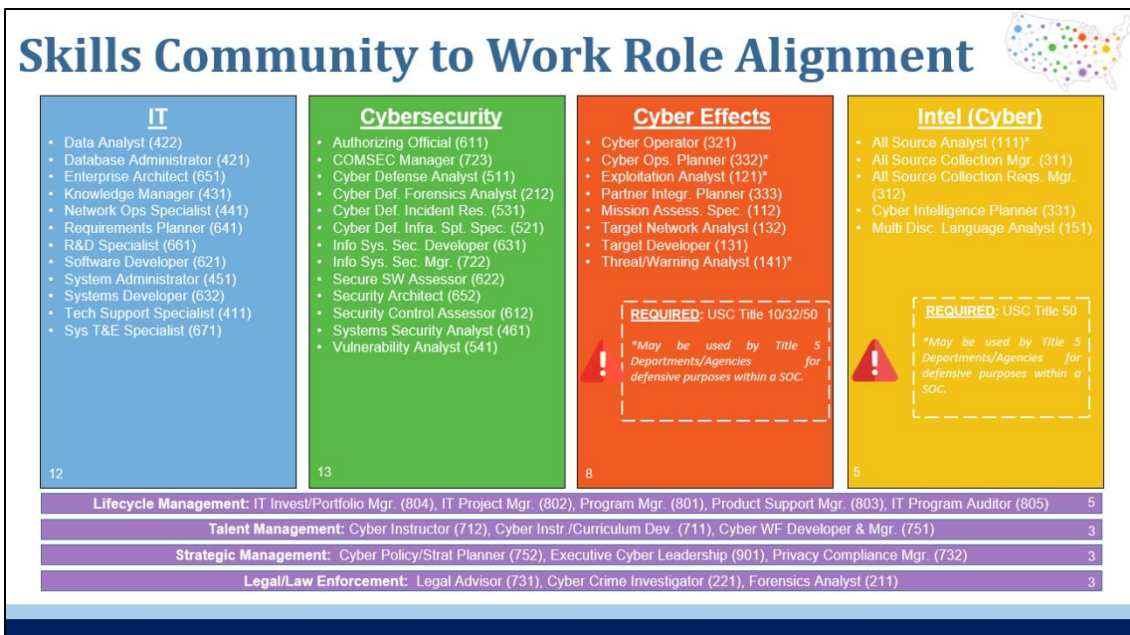 Skills Community to Work Role Alignment
IT
• Data Analyst (422)
• Database Administrator (421)
• Enterprise Architect (651)
• Knowledge Manager (431)
• Network Ops Specialist (441)
• Requirements Planner (641)
• R&D Specialist (661)
• Software Developer (621)
• System Administrator (451)
• Systems Developer (632)
• Tech Support Specialist (411)
• Sys T&E Specialist (671)
12
Cybersecurity
• Authorizing Official (611)
• COMSEC Manager (723)
• Cyber Defense Analyst (511)
• Cyber Def. Forensics Analyst (212)
• Cyber Def. Incident Res. (531)
• Cyber Def. Infra. Spt. Spec. (521)
• Info Sys. Sec. Developer (631)
• Info Sys. Sec. Mgr. (722)
• Secure SW Assessor (622)
• Security Architect (652)
• Security Control Assessor (612)
• Systems Security Analyst (461)
• Vulnerability Analyst (541)
13
Cyber Effects
• Cyber Operator (321)
• Cyber Ops. Planner (332)*
• Exploitation Analyst (121)*
• Partner Integr. Planner (333)
• Mission Assess. Spec. (112)
• Target Network Analyst (132)
• Target Developer (131)
• Threat/Warning Analyst (141)*
REQUIRED: USC Title 10/32/50
*May be used by Title 5
Departments/Agencies for
defensive purposes within a SOC.
8
Intel (Cyber)
• All Source Analyst (111)*
• All Source Collection Mgr. (311)
• All Source Collection Reqs. Mgr.
(312)
• Cyber Intelligence Planner (331)
• Multi Disc. Language Analyst (151)
REQUIRED: USC Title 50
*May be used by Title 5
Departments/Agencies for
defensive purposes within a
SOC.
5
Lifecycle Management: IT Invest/Portfolio Mgr. (804), IT Project Mgr. (802), Program Mgr. (801), Product Support Mgr. (803), IT Program Auditor (805) 5
Talent Management: Cyber Instructor (712), Cyber Instr./Curriculum Dev. (711), Cyber WF Developer & Mgr. (751) 3
Strategic Management: Cyber Policy/Strat Planner (752), Executive Cyber Leadership (901), Privacy Compliance Mgr. (732) 3
Legal/Law Enforcement: Legal Advisor (731), Cyber Crime Investigator (221), Forensics Analyst (211) 3